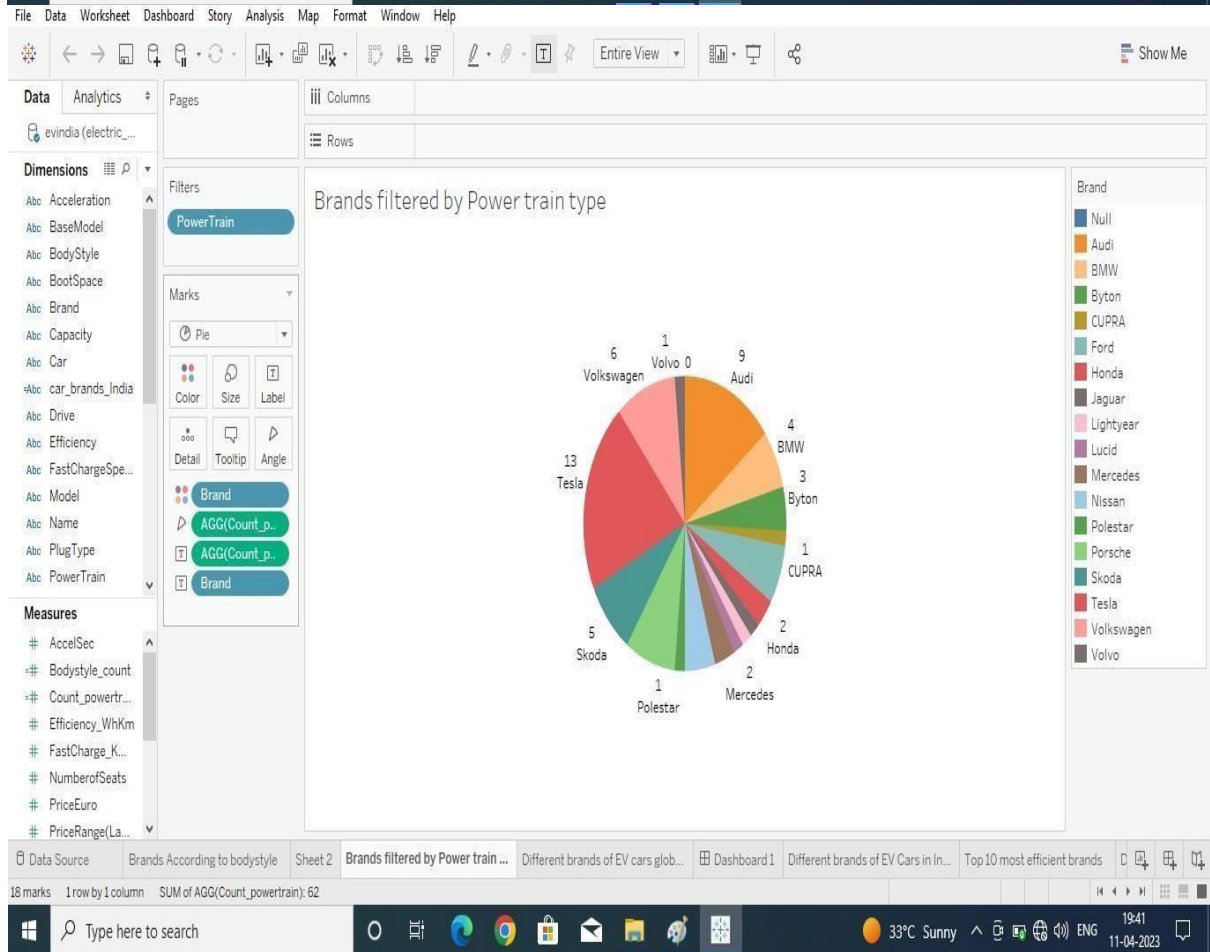 File Data Worksheet Dashboard Story Analysis Map Format Window Help
Entire View
Show Me
Data Analytics
Pages
Columns
evindia (electric_...
Rows
Dimensions
Abc Acceleration
Abc BaseModel
Abc BodyStyle
Abc BootSpace
Abc Brand
Abc Capacity
Abc Car
=Abc car_brands_India
Abc Drive
Abc Efficiency
Abc FastChargeSpe...
Abc Model
Abc Name
Abc PlugType
Abc PowerTrain
Measures
# AccelSec
=# Bodystyle_count
=# Count_powertr...
# Efficiency_WhKm
# FastCharge_K...
# NumberofSeats
# PriceEuro
# PriceRange(La...
Filters
PowerTrain
Marks
Pie
Color Size Label
Detail Tooltip Angle
Brand
AGG(Count_p..
AGG(Count_p..
Brand
Brands filtered by Power train type
1
Volvo 0
9
Audi
4
BMW
3
Byton
1
CUPRA
2
Honda
2
Mercedes
1
Polestar
5
Skoda
13
Tesla
6
Volkswagen
Brand
Null
Audi
BMW
Byton
CUPRA
Ford
Honda
Jaguar
Lightyear
Lucid
Mercedes
Nissan
Polestar
Porsche
Skoda
Tesla
Volkswagen
Volvo
Data Source Brands According to bodystyle Sheet 2 Brands filtered by Power train ... Different brands of EV cars glob... Dashboard 1 Different brands of EV Cars in In... Top 10 most efficient brands D
18 marks 1 row by 1 column SUM of AGG(Count_powertrain): 62
Type here to search
33°C Sunny
ENG
19:41
11-04-2023